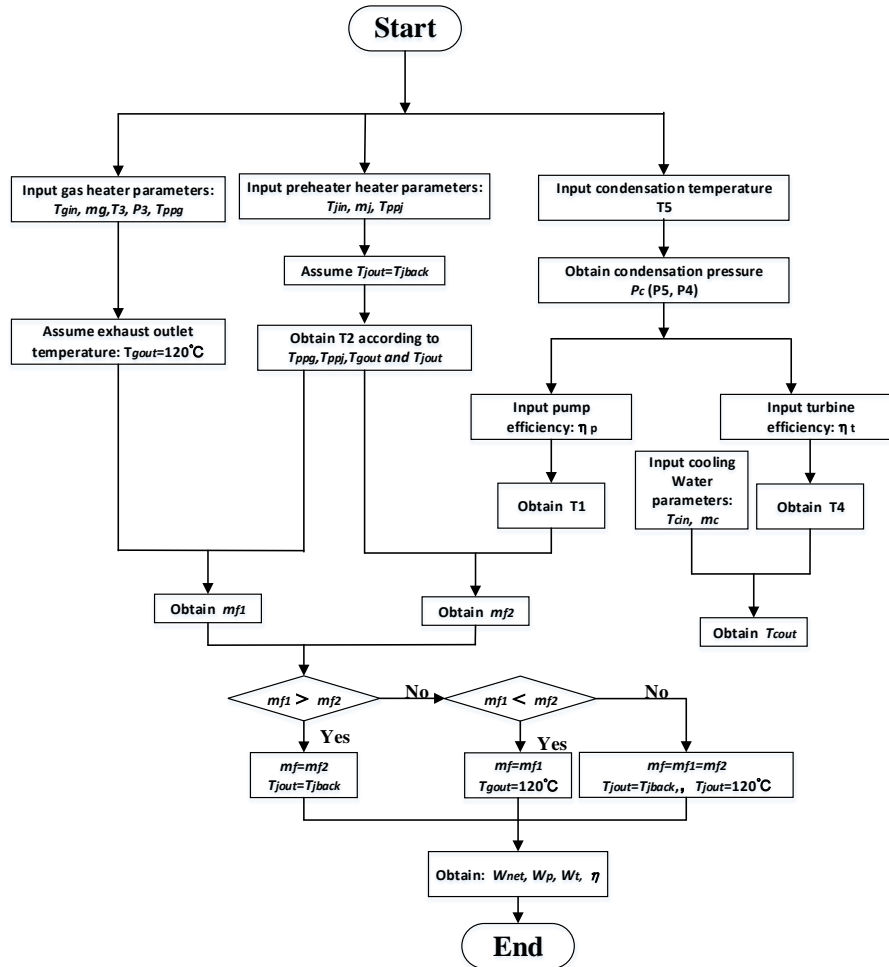 Start
Input gas heater parameters:
Tgin, mg,T3, P3, Tppg
Input preheater heater parameters:
Tjin, mj, Tppj
Input condensation temperature
T5
Assume Tjout=Tjback
Obtain condensation pressure
Pc (P5, P4)
Assume exhaust outlet
temperature: Tgout=120℃
Obtain T2 according to
Tppg,Tppj,Tgout and Tjout
Input pump
efficiency: η p
Input turbine
efficiency: η t
Input cooling
Water
parameters:
Tcin, mc
Obtain T1
Obtain T4
Obtain mf1
Obtain mf2
Obtain Tcout
mf1 > mf2
No
mf1 < mf2
No
Yes
Yes
mf=mf2
Tjout=Tjback
mf=mf1
Tgout=120℃
mf=mf1=mf2
Tjout=Tjback,, Tjout=120℃
Obtain: Wnet, Wp, Wt, η
End